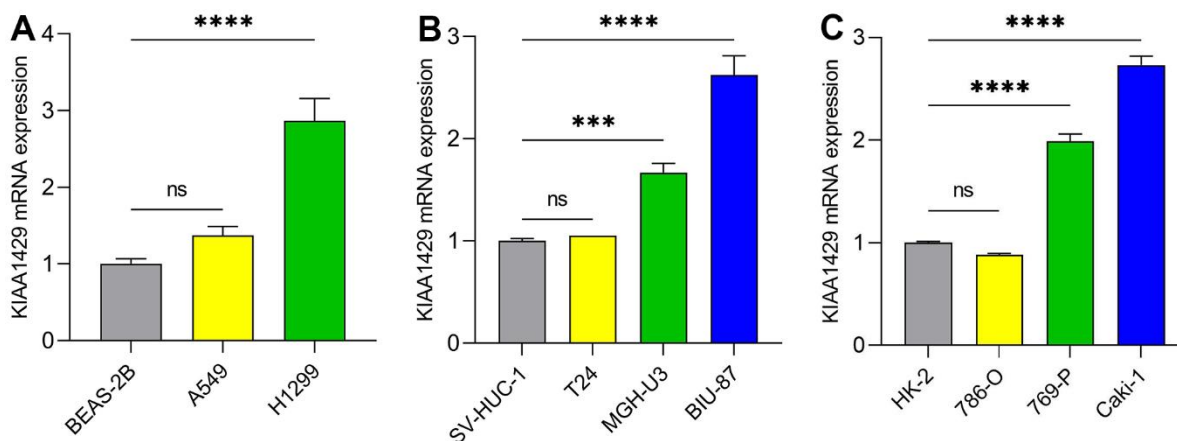 A
KIAA1429 mRNA expression
4
3
2
1
0
****
ns
BEAS-2B
A549
H1299
B
KIAA1429 mRNA expression
3
2
1
0
****
***
ns
SV-HUC-1
T24
MGH-U3
BIU-87
C
KIAA1429 mRNA expression
3
2
1
0
****
****
ns
HK-2
786-O
769-P
Caki-1